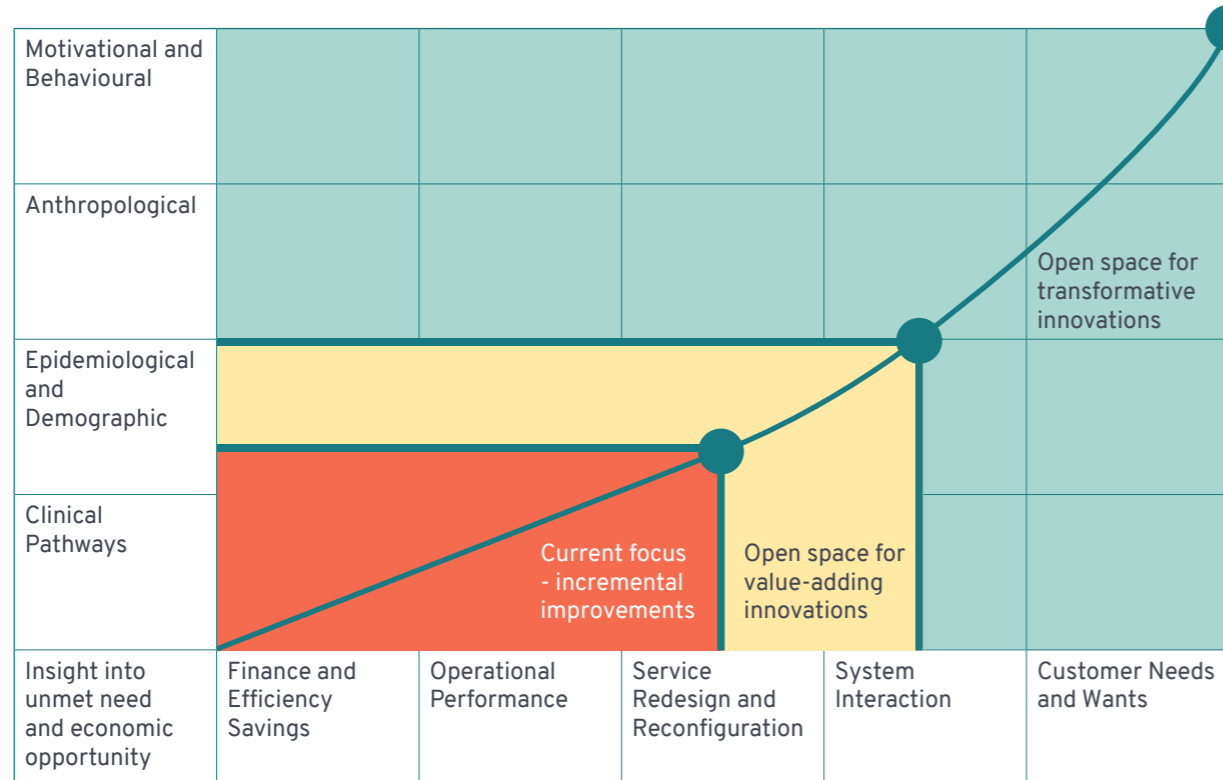 Motivational and
Behavioural
Anthropological
Open space for
transformative
innovations
Epidemiological
and
Demographic
Clinical
Pathways
Current focus
- incremental
improvements
Open space for
value-adding
innovations
Insight into
unmet need
and economic
opportunity
Finance and
Efficiency
Savings
Operational
Performance
Service
Redesign and
Reconfiguration
System
Interaction
Customer Needs
and Wants